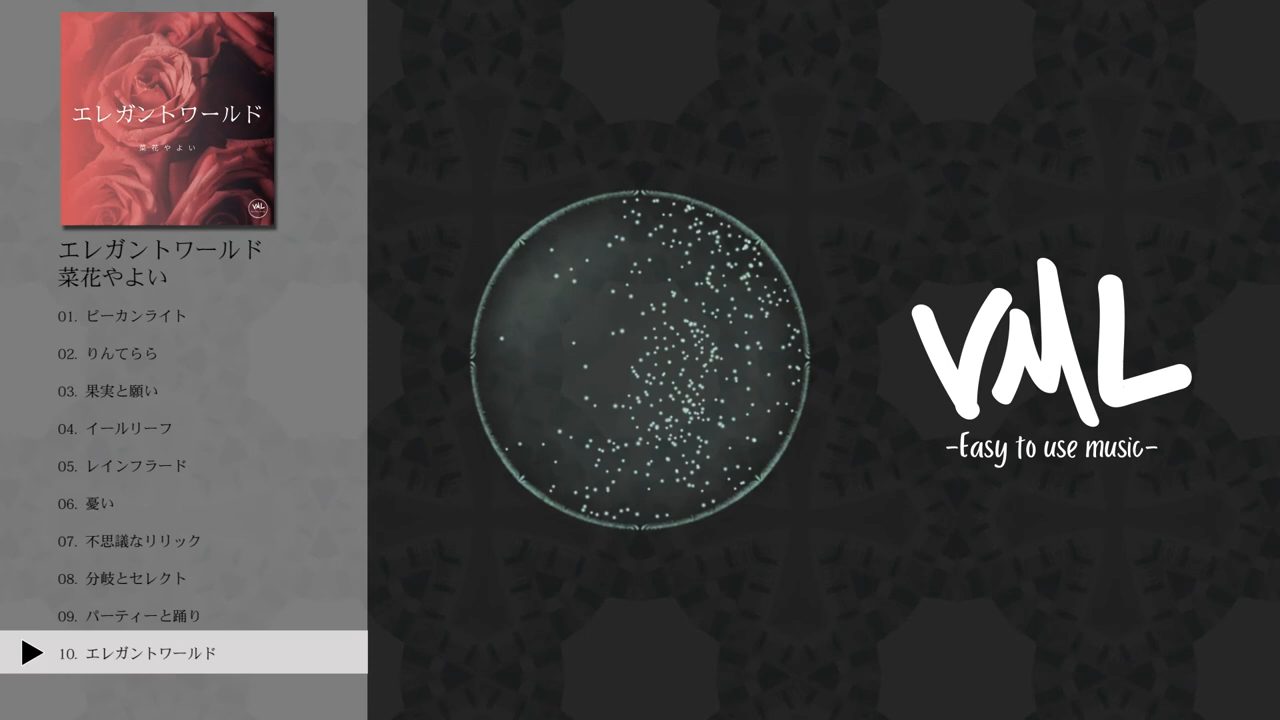 エレガントワールド
菜花やよい
VML
エレガントワールド
菜花やよい
01. ビーカンライト
02. りんてらら
03. 果実と願い
04. イールリーフ
05. レインフラード
06. 憂い
07. 不思議なリリック
08. 分岐とセレクト
09. パーティーと踊り
10. エレガントワールド
VML
-Easy to use music-